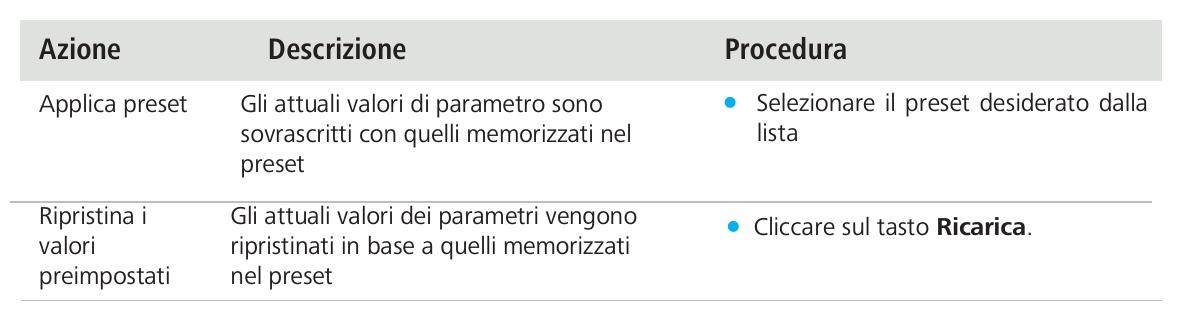 Azione Descrizione Procedura
Applica preset
Gli attuali valori di parametro sono
sovrascritti con quelli memorizzati nel
preset
• Selezionare il preset desiderato dalla
lista
Ripristina i
valori
preimpostati
Gli attuali valori dei parametri vengono
ripristinati in base a quelli memorizzati
nel preset
• Cliccare sul tasto Ricarica.